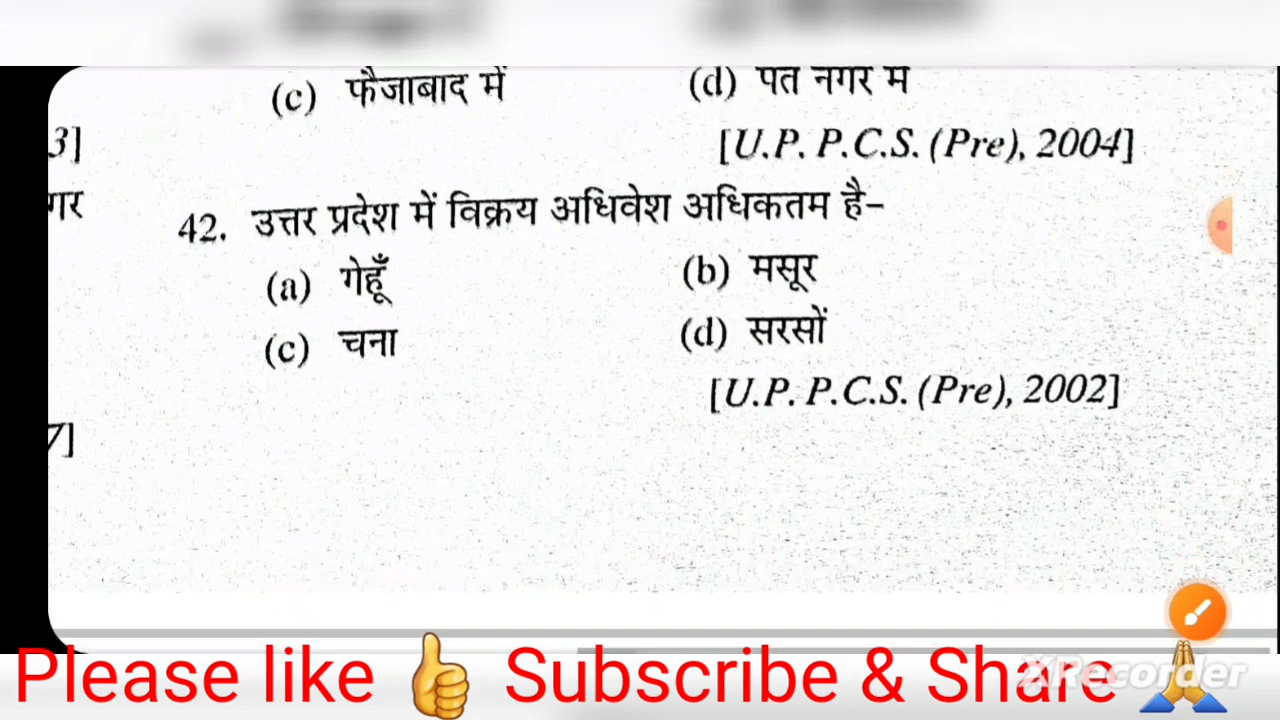 (c) फैजाबाद में (d) पंत नगर में
[U.P. P.C.S. (Pre), 2004]
3]
गर
42. उत्तर प्रदेश में विक्रय अधिवेश अधिकतम है-
(a) गेहूँ (b) मसूर
(c) चना (d) सरसों
[U.P. P.C.S. (Pre), 2002]
7]
Please like 👍 Subscribe & Share 🙏
XRecorder